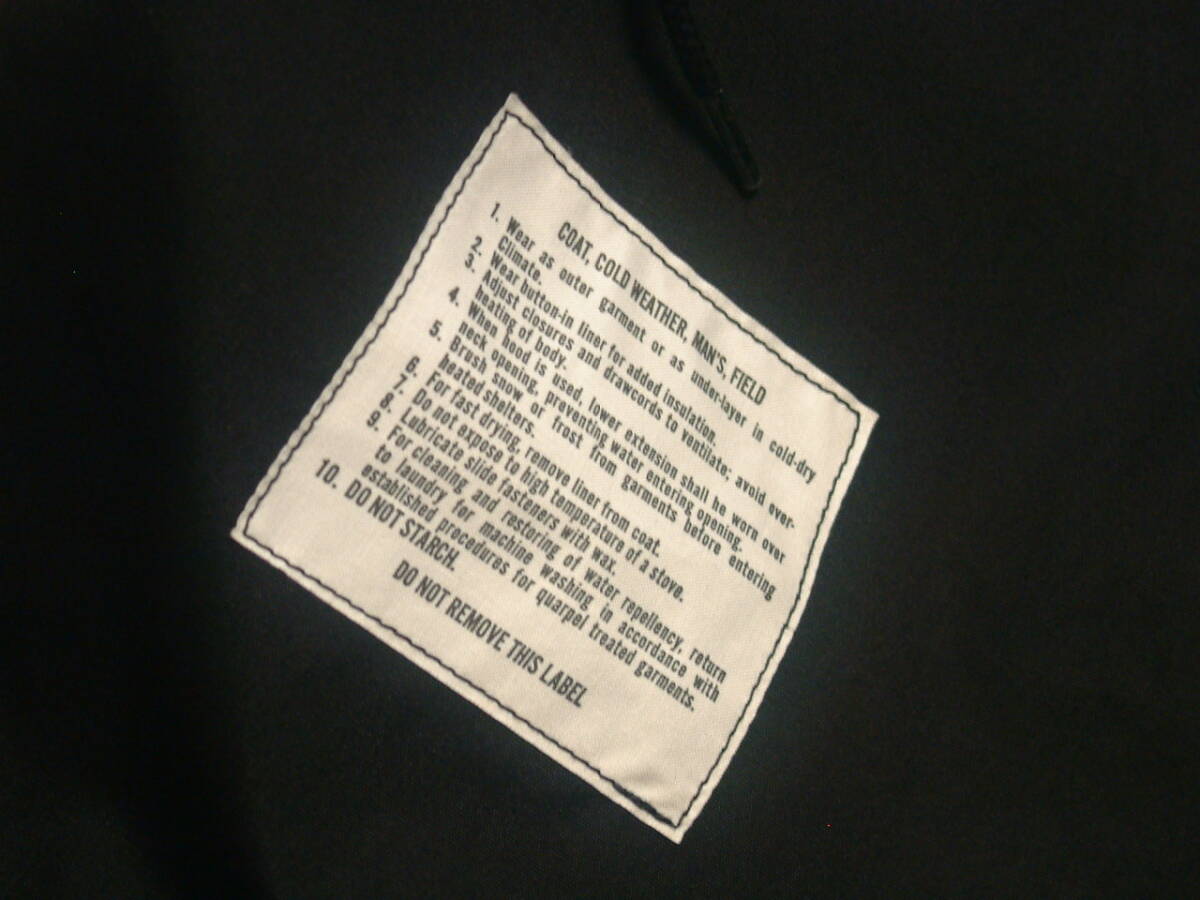 COAT, COLD WEATHER, MAN'S, FIELD
1. Wear as outer garment or as under-layer in cold-dry
Climate.
2. Wear button-in liner for added insulation.
3. Adjust closures and drawcords to ventilate; avoid over-
heating of body.
4. When hood is used, lower extension shall be worn over
neck opening, preventing water entering opening.
5. Brush snow or frost from garments before entering
heated shelters.
6. For fast drying, remove liner from coat.
7. Do not expose to high temperature of a stove.
8. Lubricate slide fasteners with wax.
9. For cleaning and restoring of water repellency, return
to laundry for machine washing in accordance with
established procedures for quarpel treated garments.
10. DO NOT STARCH.
DO NOT REMOVE THIS LABEL